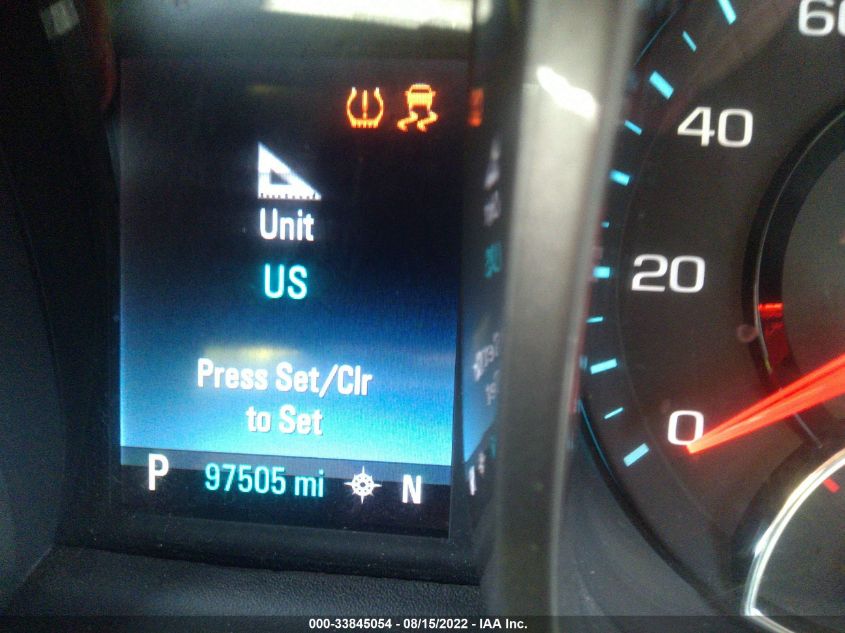 Unit
US
Press Set/Clr
to Set
P 97505 mi N
60
40
20
0
000-33845054 - 08/15/2022 - IAA Inc.